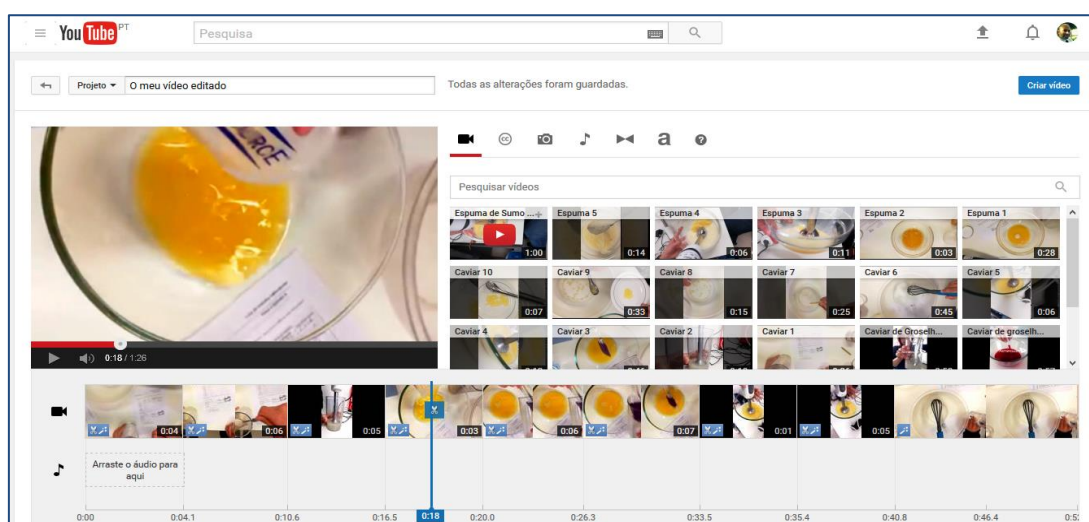 YouTube PT
Pesquisa
Projeto
O meu vídeo editado
Todas as alterações foram guardadas.
Criar vídeo
cc
a
?
Pesquisar vídeos
Espuma de Sumo ...
Espuma 5
Espuma 4
Espuma 3
Espuma 2
Espuma 1
1:00
0:14
0:06
0:11
0:03
0:28
Caviar 10
Caviar 9
Caviar 8
Caviar 7
Caviar 6
Caviar 5
0:07
0:33
0:15
0:25
0:45
0:06
Caviar 4
Caviar 3
Caviar 2
Caviar 1
Caviar de Groselh...
Caviar de groselh...
0:18 / 1:26
0:04
0:06
0:05
0:03
0:06
0:07
0:01
0:05
Arraste o áudio para
aqui
0:00
0:04.1
0:10.6
0:16.5
0:18
0:20.0
0:26.3
0:33.5
0:35.4
0:40.8
0:46.4